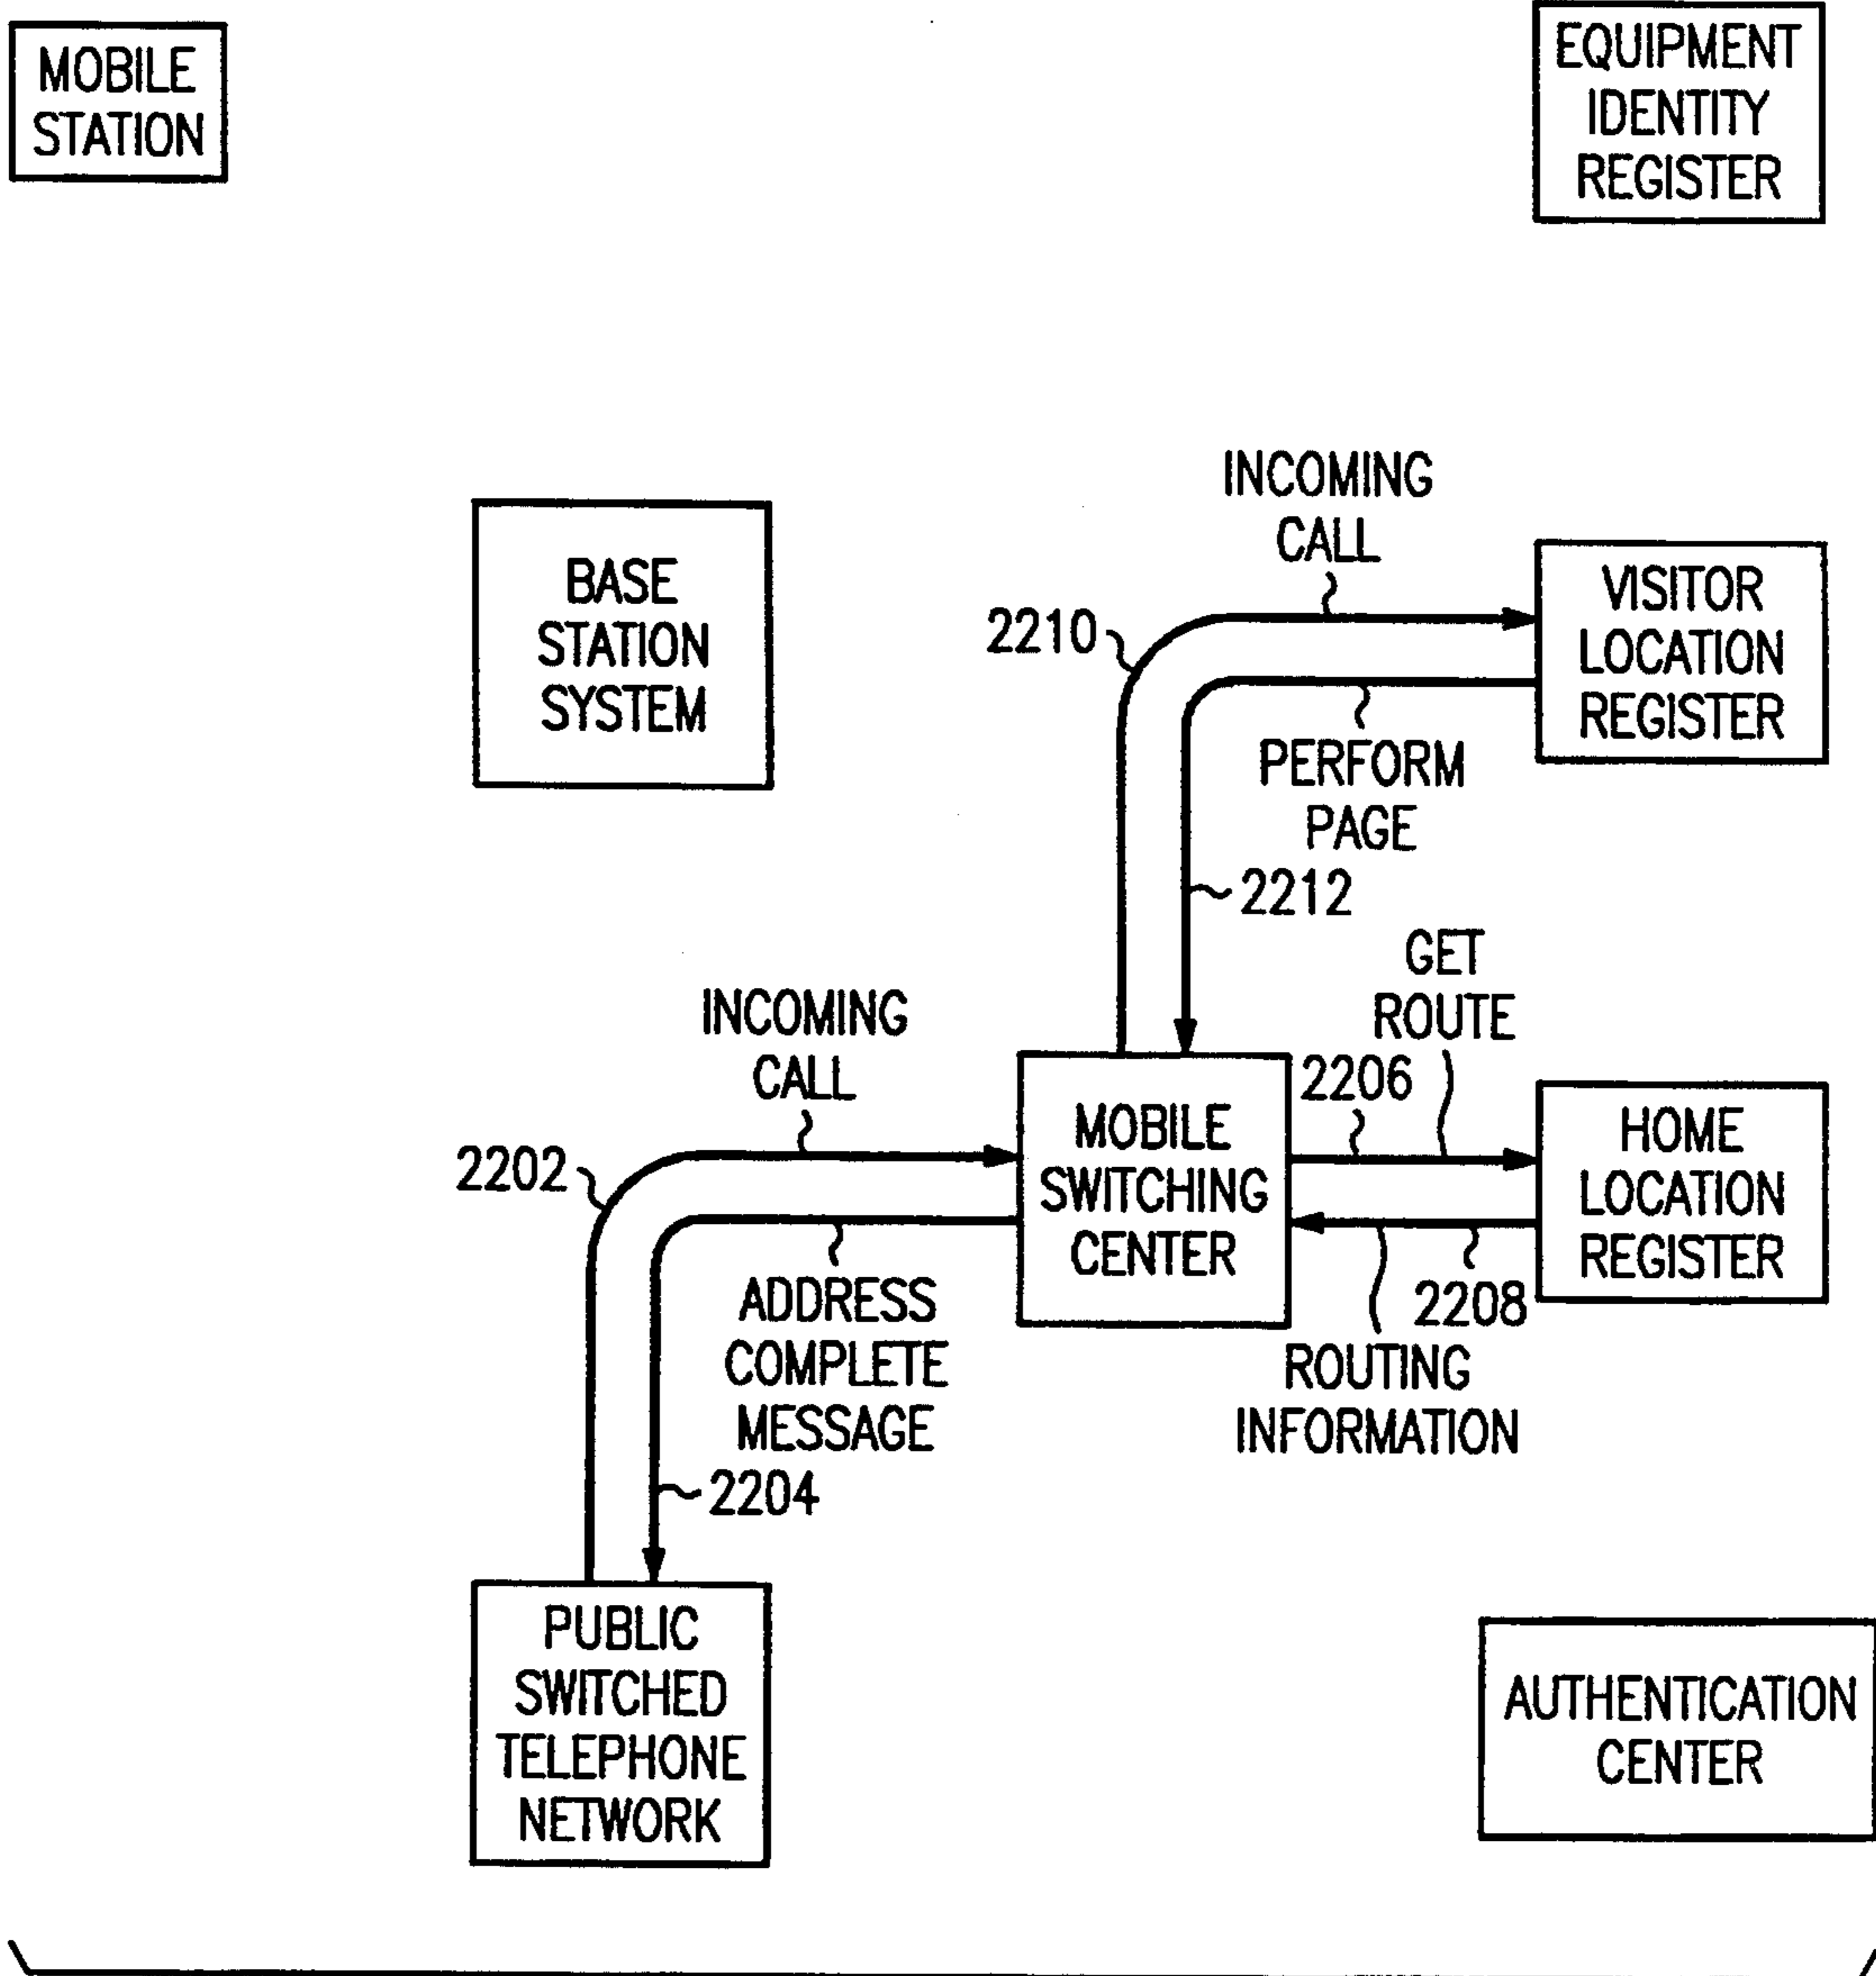 MOBILE
STATION
EQUIPMENT
IDENTITY
REGISTER
BASE
STATION
SYSTEM
INCOMING
CALL
2210
VISITOR
LOCATION
REGISTER
PERFORM
PAGE
2212
INCOMING
CALL
2202
GET
ROUTE
2206
MOBILE
SWITCHING
CENTER
HOME
LOCATION
REGISTER
ADDRESS
COMPLETE
MESSAGE
2204
2208
ROUTING
INFORMATION
PUBLIC
SWITCHED
TELEPHONE
NETWORK
AUTHENTICATION
CENTER